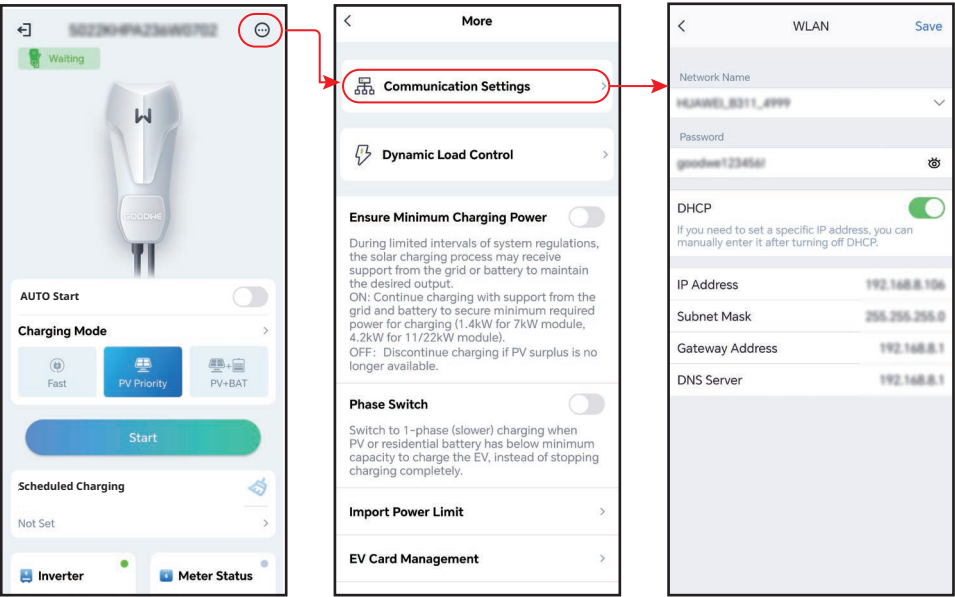 Waiting
GOODWE
AUTO Start
Charging Mode
Fast
PV Priority
PV+BAT
Start
Scheduled Charging
Not Set
Inverter
Meter Status
More
Communication Settings
Dynamic Load Control
Ensure Minimum Charging Power
During limited intervals of system regulations,
the solar charging process may receive
support from the grid or battery to maintain
the desired output.
ON: Continue charging with support from the
grid and battery to secure minimum required
power for charging (1.4kW for 7kW module,
4.2kW for 11/22kW module).
OFF: Discontinue charging if PV surplus is no
longer available.
Phase Switch
Switch to 1-phase (slower) charging when
PV or residential battery has below minimum
capacity to charge the EV, instead of stopping
charging completely.
Import Power Limit
EV Card Management
WLAN
Save
Network Name
HUAWEI_B311_4999
Password
DHCP
If you need to set a specific IP address, you can
manually enter it after turning off DHCP.
IP Address
192.168.8.106
Subnet Mask
255.255.255.0
Gateway Address
192.168.8.1
DNS Server
192.168.8.1